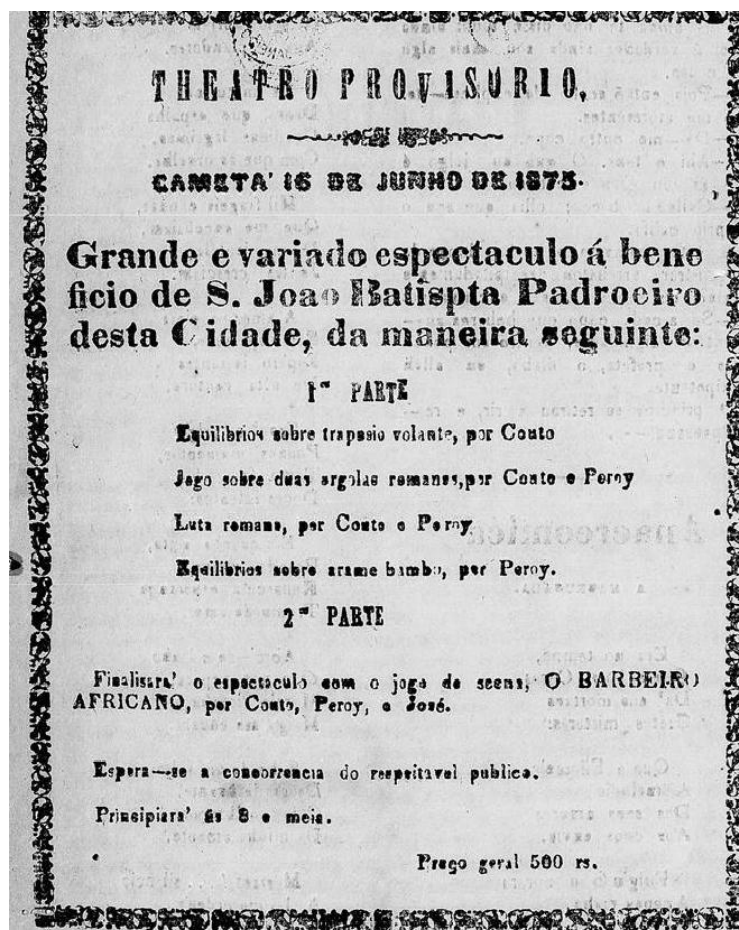 THEATRO PROVISORIO,
CAMETA' 16 DE JUNHO DE 1875.
Grande e variado espectaculo á bene
ficio de S. Joao Batispta Padroeiro
desta Cidade, da maneira seguinte:
1ª PARTE
Equilibrios sobre trapasio volante, por Couto
Jogo sobre duas argolas romanas, por Couto e Peroy
Luta romana, por Couto e Peroy
Equilibrios sobre arame bambo, por Peroy.
2ª PARTE
Finalisara' o espectaculo com o jogo de scena, O BARBEIRO
AFRICANO, por Couto, Peroy, e José.
Espera—se a concorrencia do respeitavel publico.
Principiara' ás 8 e meia.
Preço geral 500 rs.